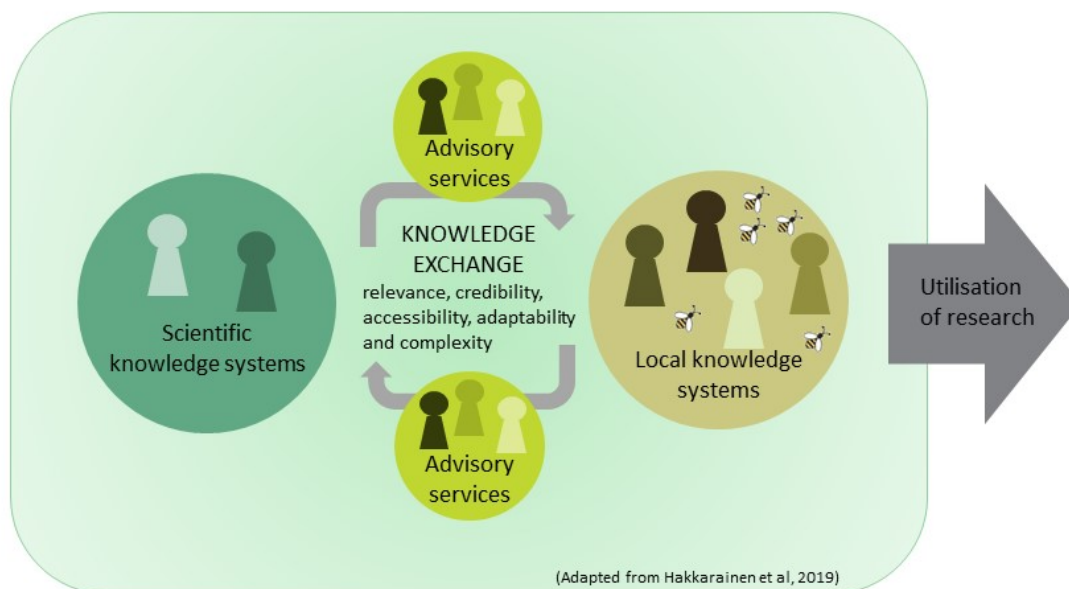 Advisory
services
KNOWLEDGE
EXCHANGE
relevance, credibility,
accessibility, adaptability
and complexity
Scientific
knowledge systems
Local knowledge
systems
Utilisation
of research
Advisory
services
(Adapted from Hakkarainen et al, 2019)